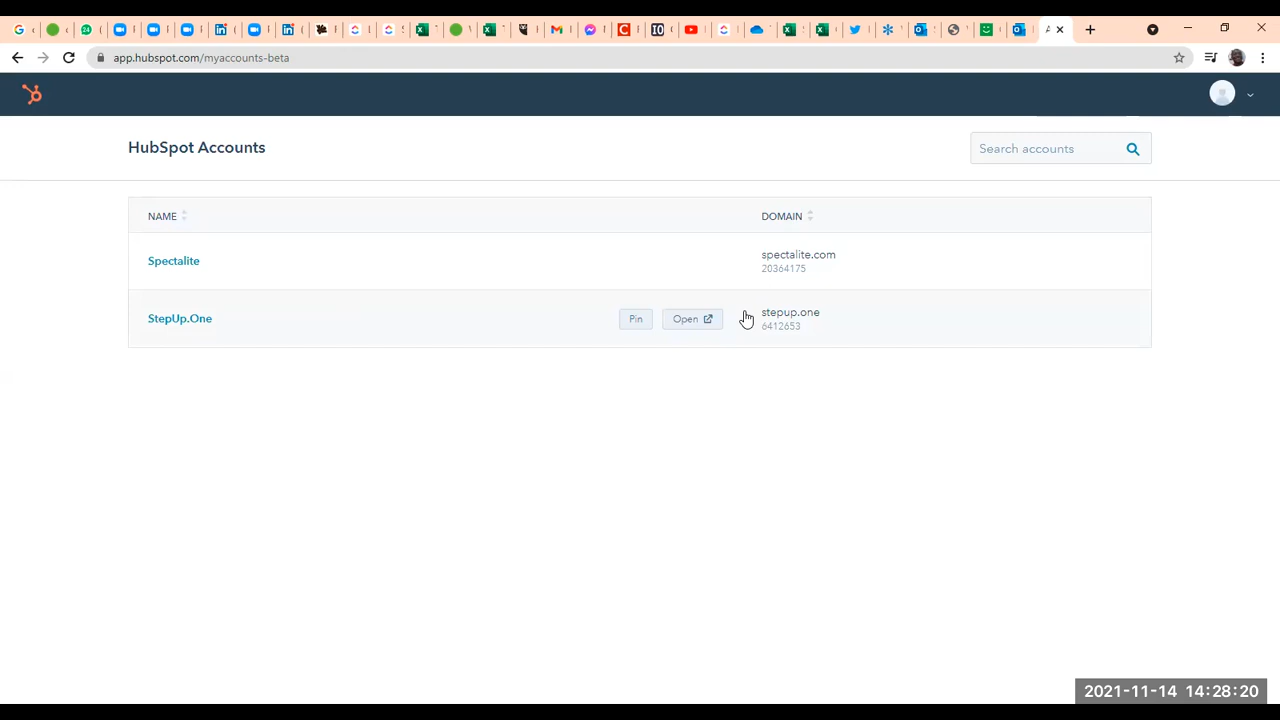 app.hubspot.com/myaccounts-beta
HubSpot Accounts
Search accounts
NAME
DOMAIN
Spectalite
spectalite.com
20364175
StepUp.One
Pin
Open
stepup.one
6412653
2021-11-14 14:28:20